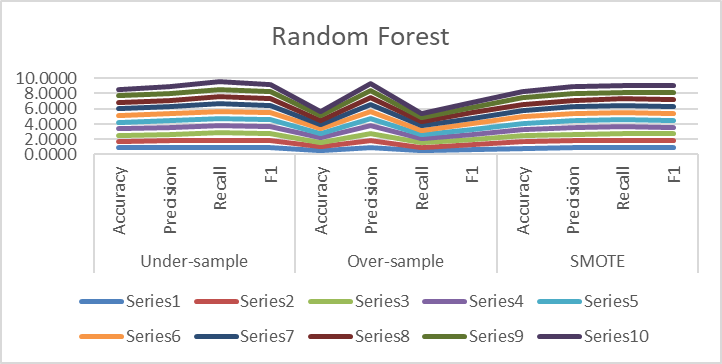 Random Forest
10.0000
8.0000
6.0000
4.0000
2.0000
0.0000
Accuracy
Precision
Recall
F1
Accuracy
Precision
Recall
F1
Accuracy
Precision
Recall
F1
Under-sample
Over-sample
SMOTE
Series1 Series2 Series3 Series4 Series5
Series6 Series7 Series8 Series9 Series10